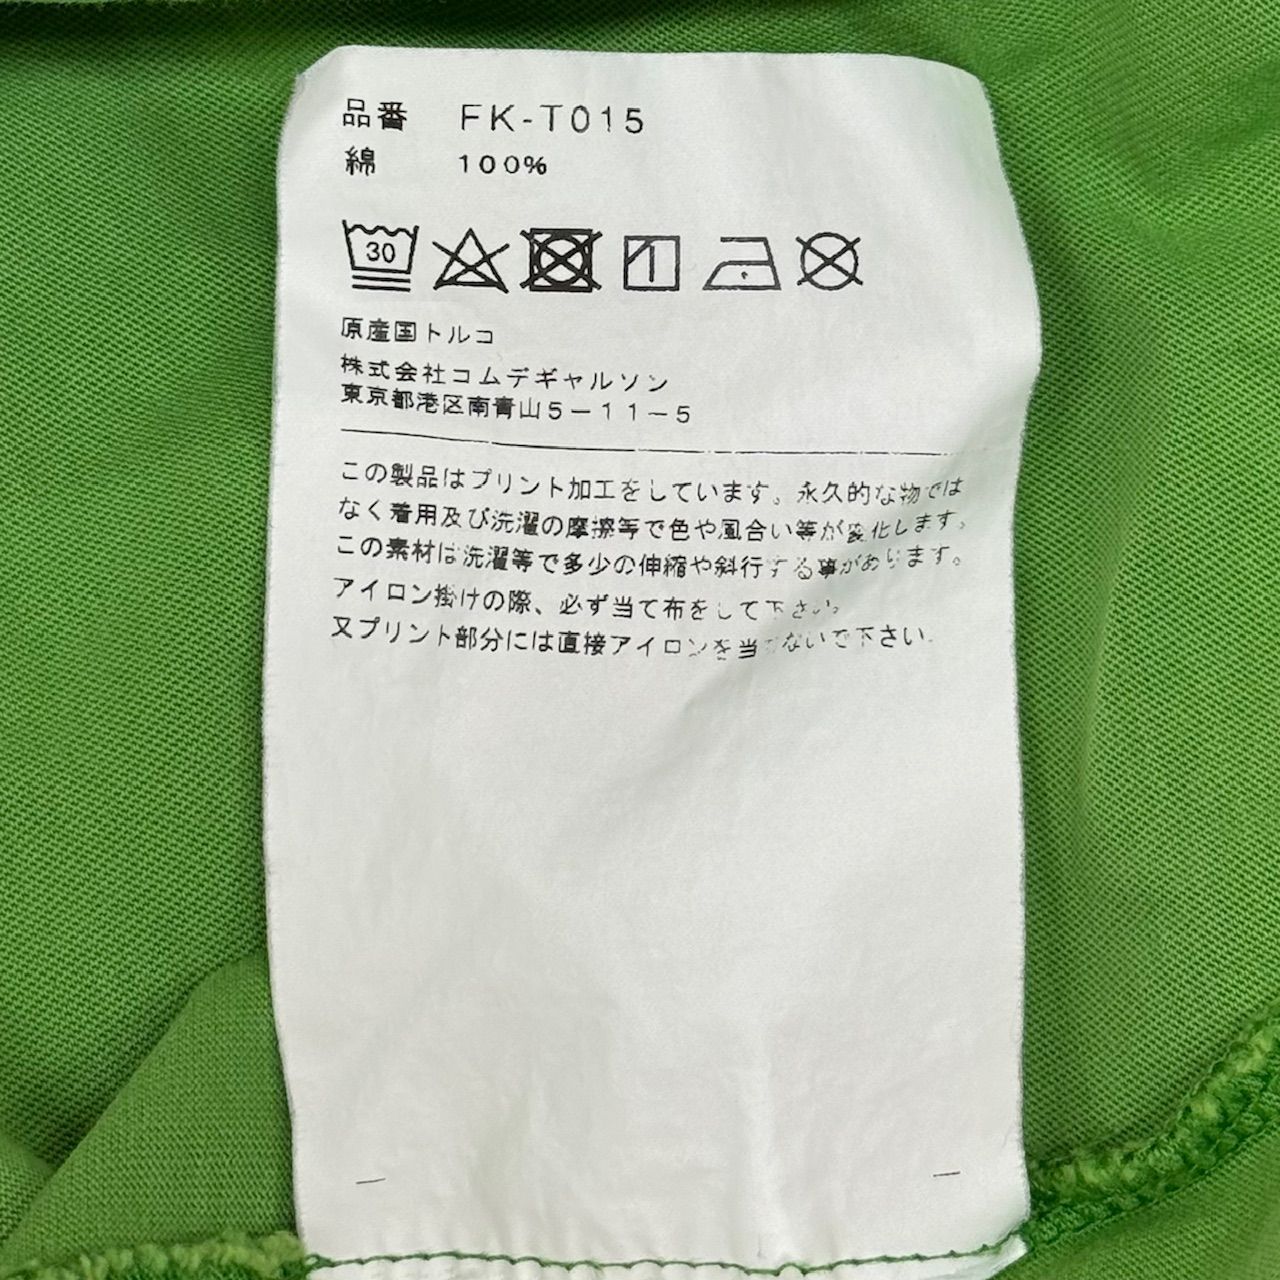 品番 FK-T015
綿 100%
30
原産国トルコ
株式会社コムデギャルソン
東京都港区南青山5-11-5
この製品はプリント加工をしています。永久的な物では
なく着用及び洗濯の摩擦等で色や風合い等が変化します。
この素材は洗濯等で多少の伸縮や斜行する事があります。
アイロン掛けの際、必ず当て布をして下さい。
又プリント部分には直接アイロンを当てないで下さい。